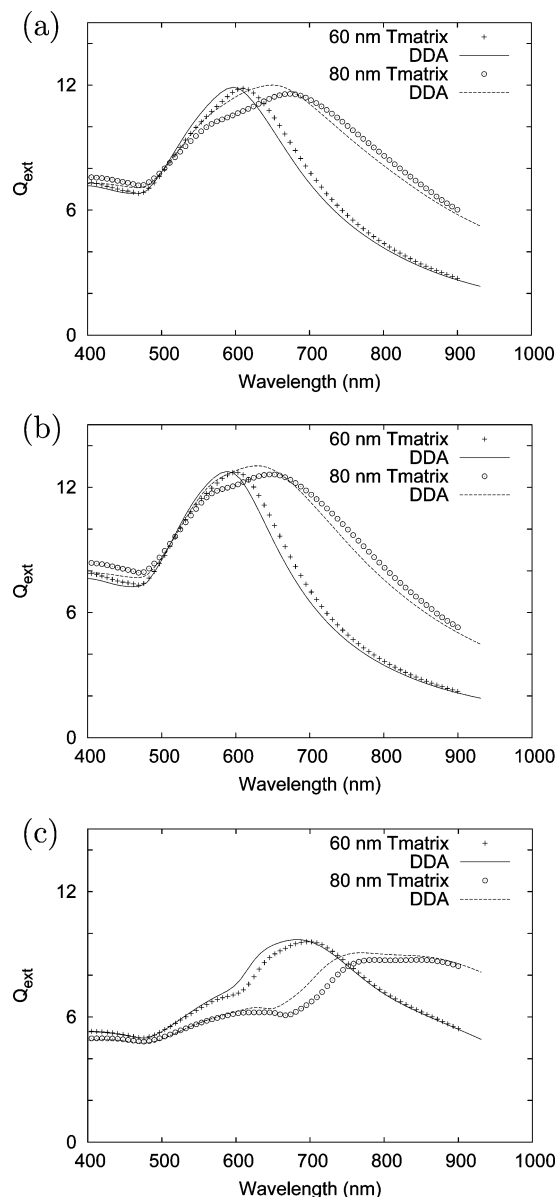 (a)
60 nm Tmatrix +
DDA
80 nm Tmatrix o
DDA
12
6
0
Qext
400 500 600 700 800 900 1000
Wavelength (nm)
(b)
60 nm Tmatrix +
DDA
80 nm Tmatrix o
DDA
12
6
0
Qext
400 500 600 700 800 900 1000
Wavelength (nm)
(c)
60 nm Tmatrix +
DDA
80 nm Tmatrix o
DDA
12
6
0
Qext
400 500 600 700 800 900 1000
Wavelength (nm)